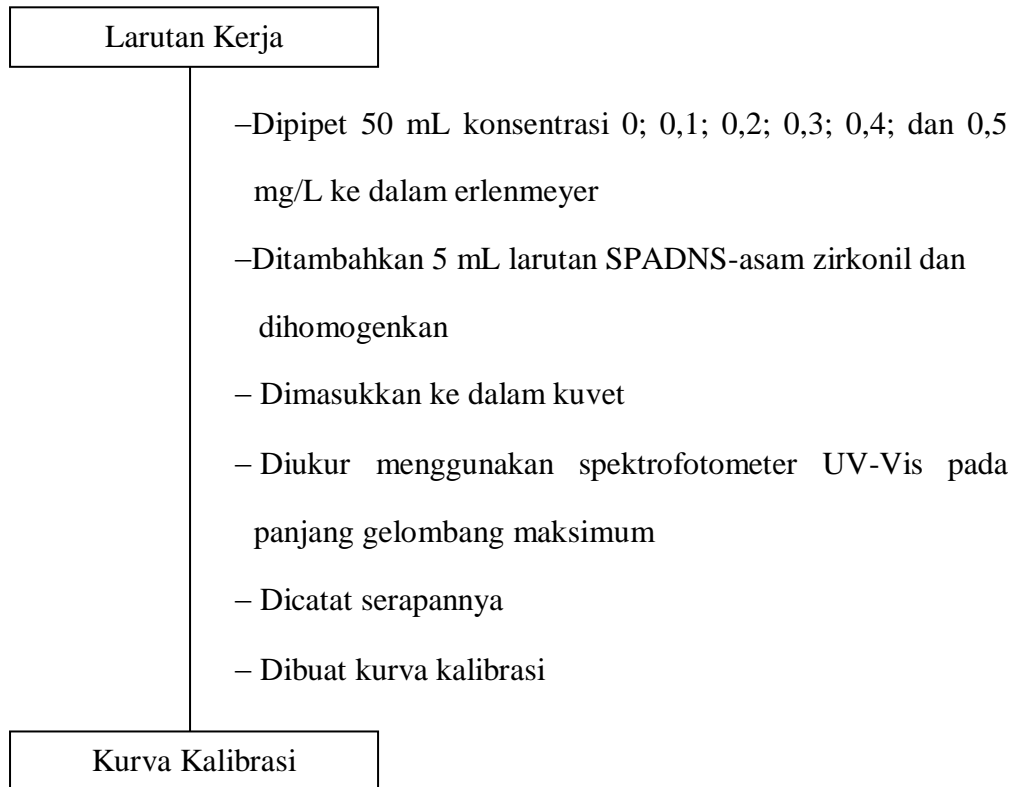 Larutan Kerja
−Dipipet 50 mL konsentrasi 0; 0,1; 0,2; 0,3; 0,4; dan 0,5
mg/L ke dalam erlenmeyer
−Ditambahkan 5 mL larutan SPADNS-asam zirkonil dan
dihomogenkan
− Dimasukkan ke dalam kuvet
− Diukur menggunakan spektrofotometer UV-Vis pada
panjang gelombang maksimum
− Dicatat serapannya
− Dibuat kurva kalibrasi
Kurva Kalibrasi